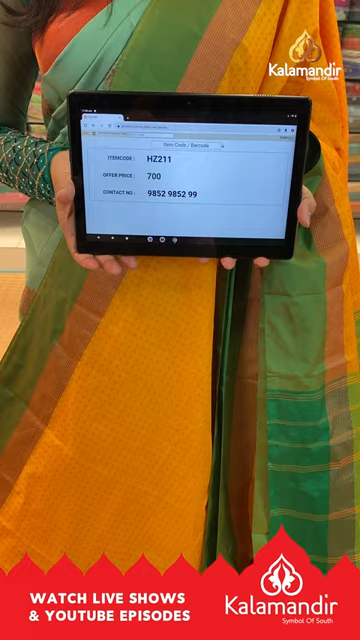 Kalamandir
Symbol Of South
Item Code / Barcode
ITEMCODE : HZ211
OFFER PRICE : 700
CONTACT NO : 9852 9852 99
WATCH LIVE SHOWS
& YOUTUBE EPISODES
Kalamandir
Symbol Of South